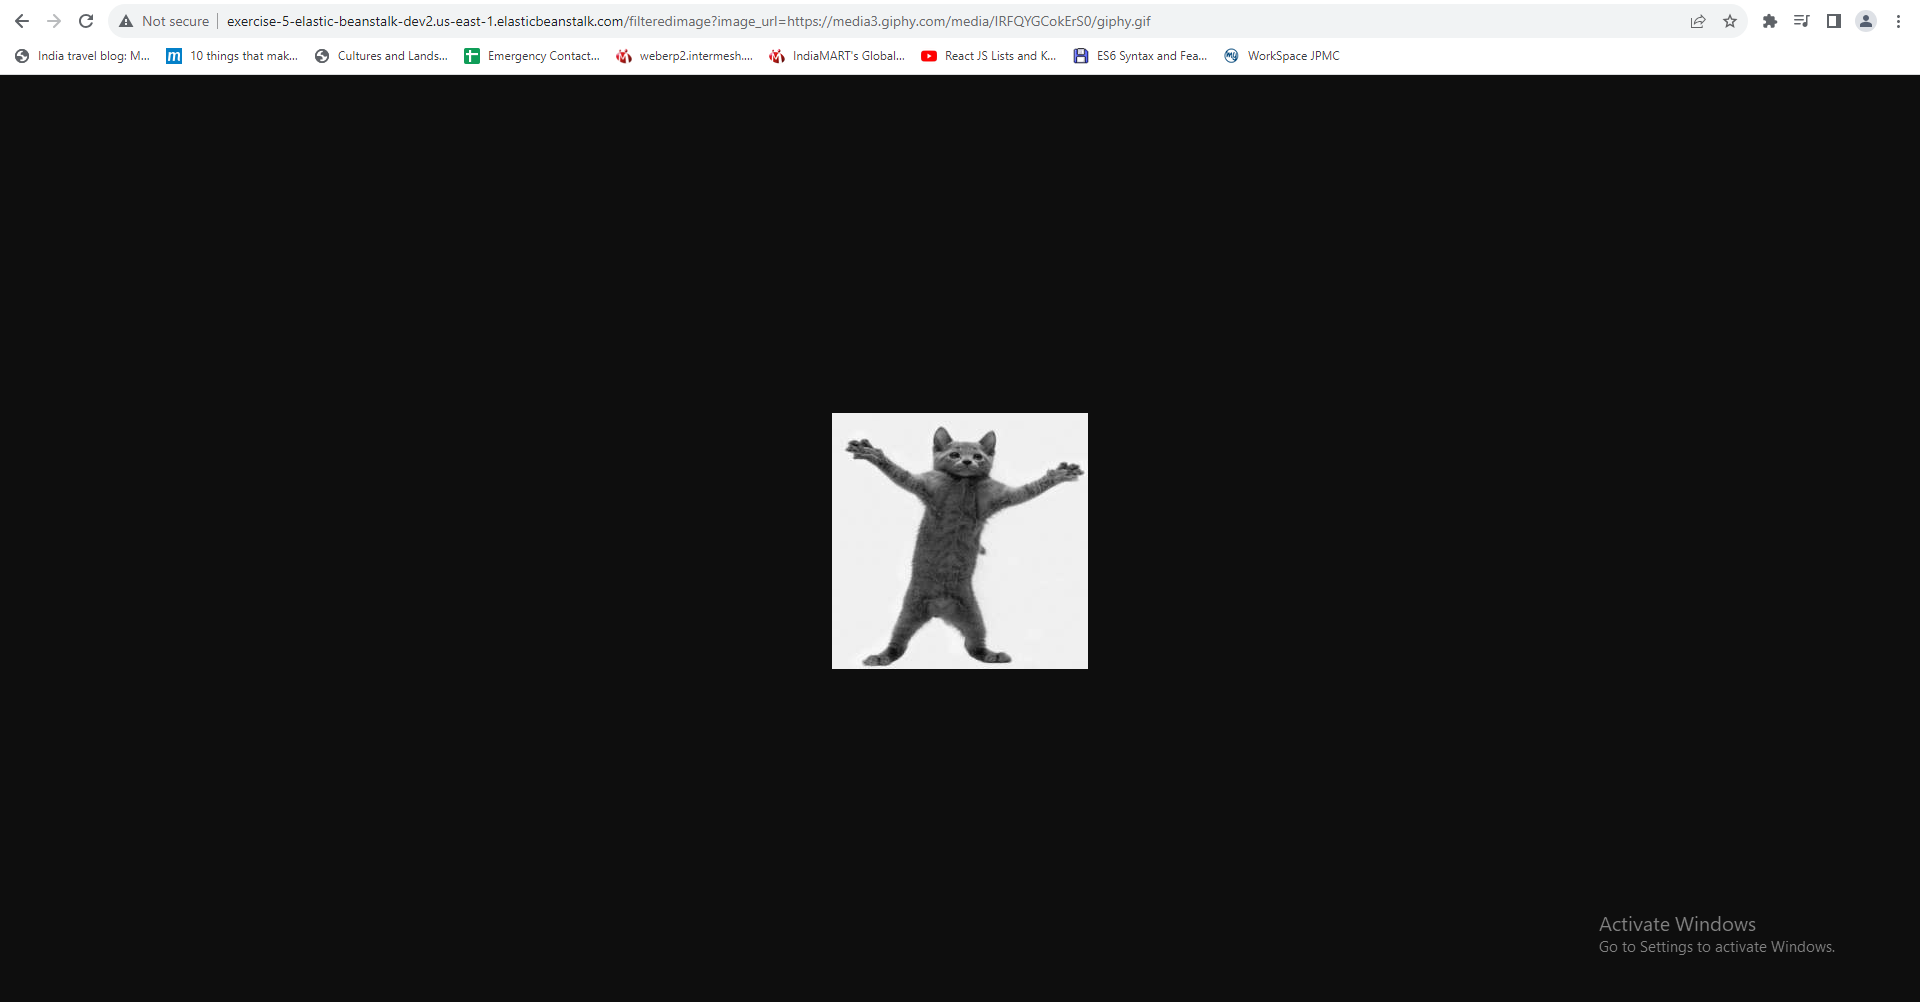 Not secure
exercise-5-elastic-beanstalk-dev2.us-east-1.elasticbeanstalk.com/filteredimage?image_url=https://media3.giphy.com/media/IRFQYGCokErS0/giphy.gif
India travel blog: M...
m 10 things that mak...
Cultures and Lands...
Emergency Contact...
weberp2.intermesh....
IndiaMART's Global...
React JS Lists and K...
ES6 Syntax and Fea...
WorkSpace JPMC
Activate Windows
Go to Settings to activate Windows.